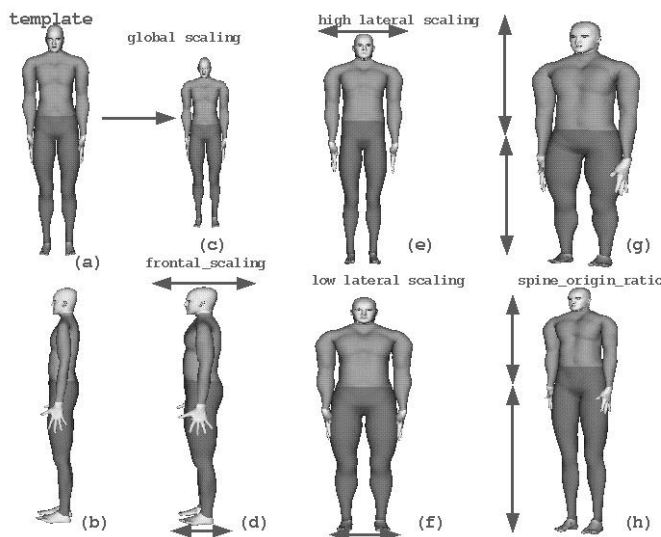 template
global scaling
high lateral scaling
(a)
(c)
(e)
(g)
frontal_scaling
low lateral scaling
spine_origin_ratio
(b)
(d)
(f)
(h)